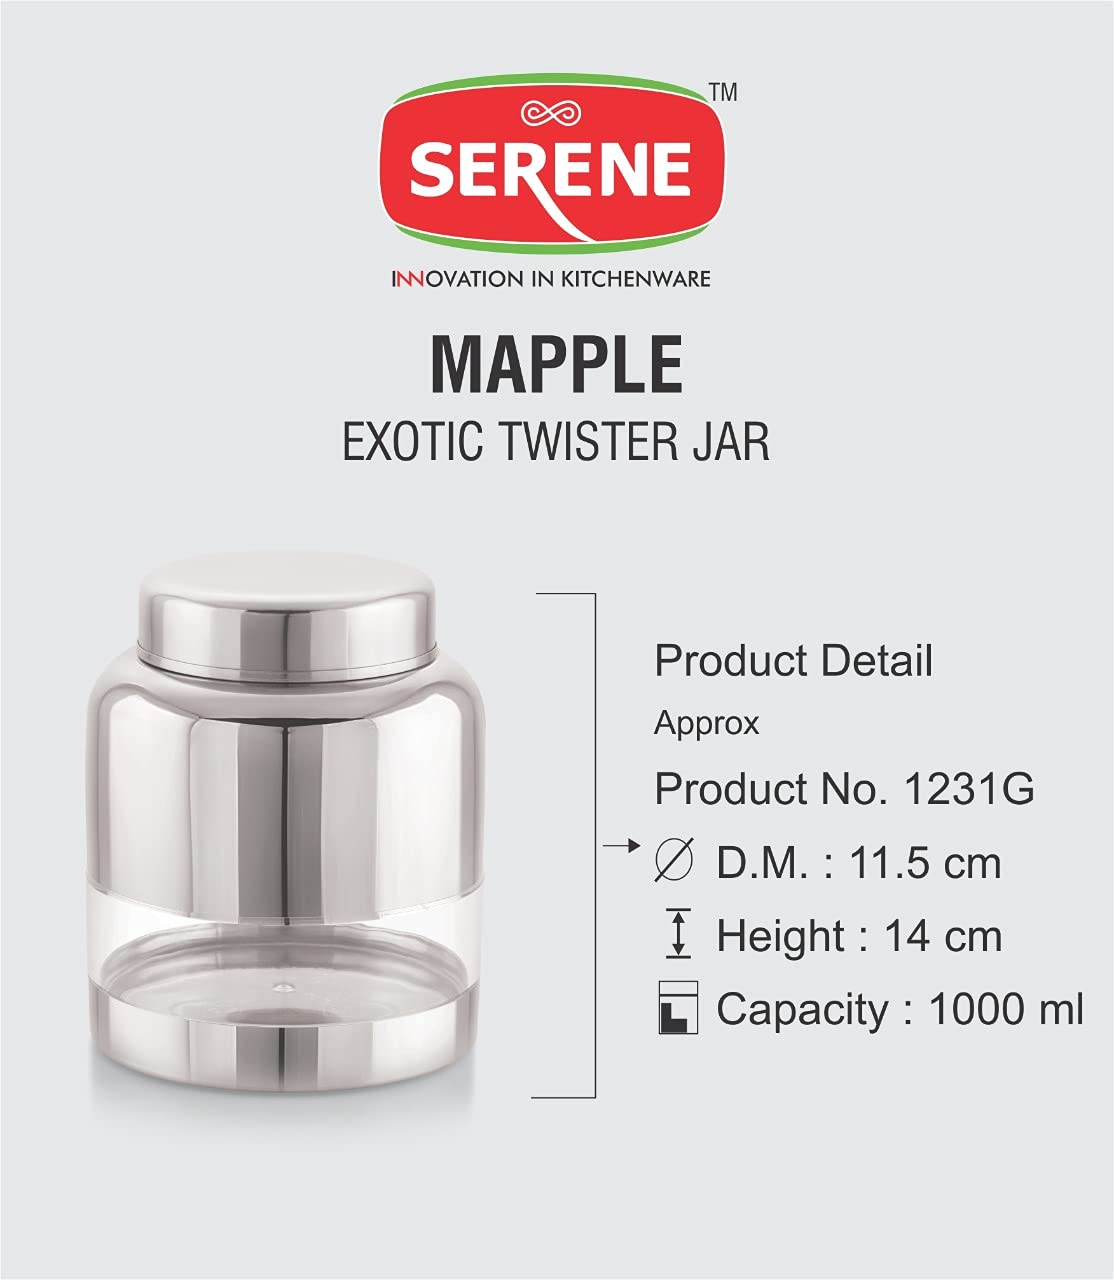 SERENE
TM
INNOVATION IN KITCHENWARE
MAPPLE
EXOTIC TWISTER JAR
Product Detail
Approx
Product No. 1231G
D.M. : 11.5 cm
Height : 14 cm
Capacity : 1000 ml